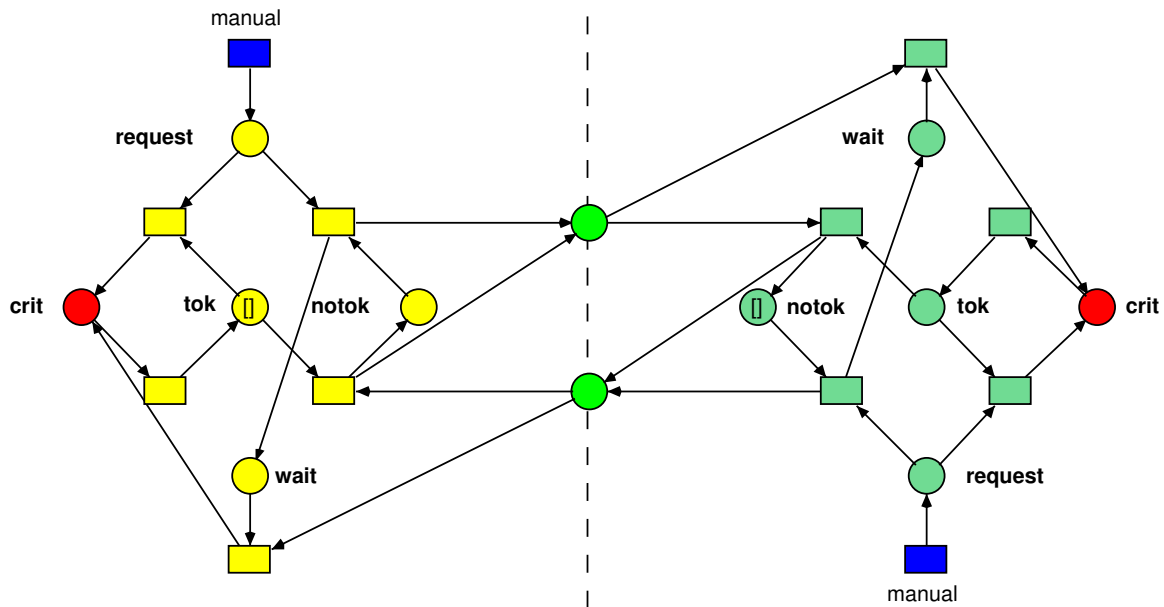 manual
request
wait
crit
tok
[]
notok
[]
notok
tok
crit
wait
request
manual